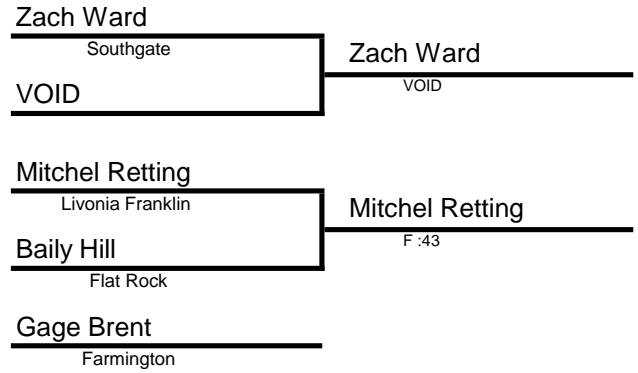 Zach Ward
Southgate
VOID
Zach Ward
VOID
Mitchel Retting
Livonia Franklin
Baily Hill
Flat Rock
Mitchel Retting
F :43
Gage Brent
Farmington